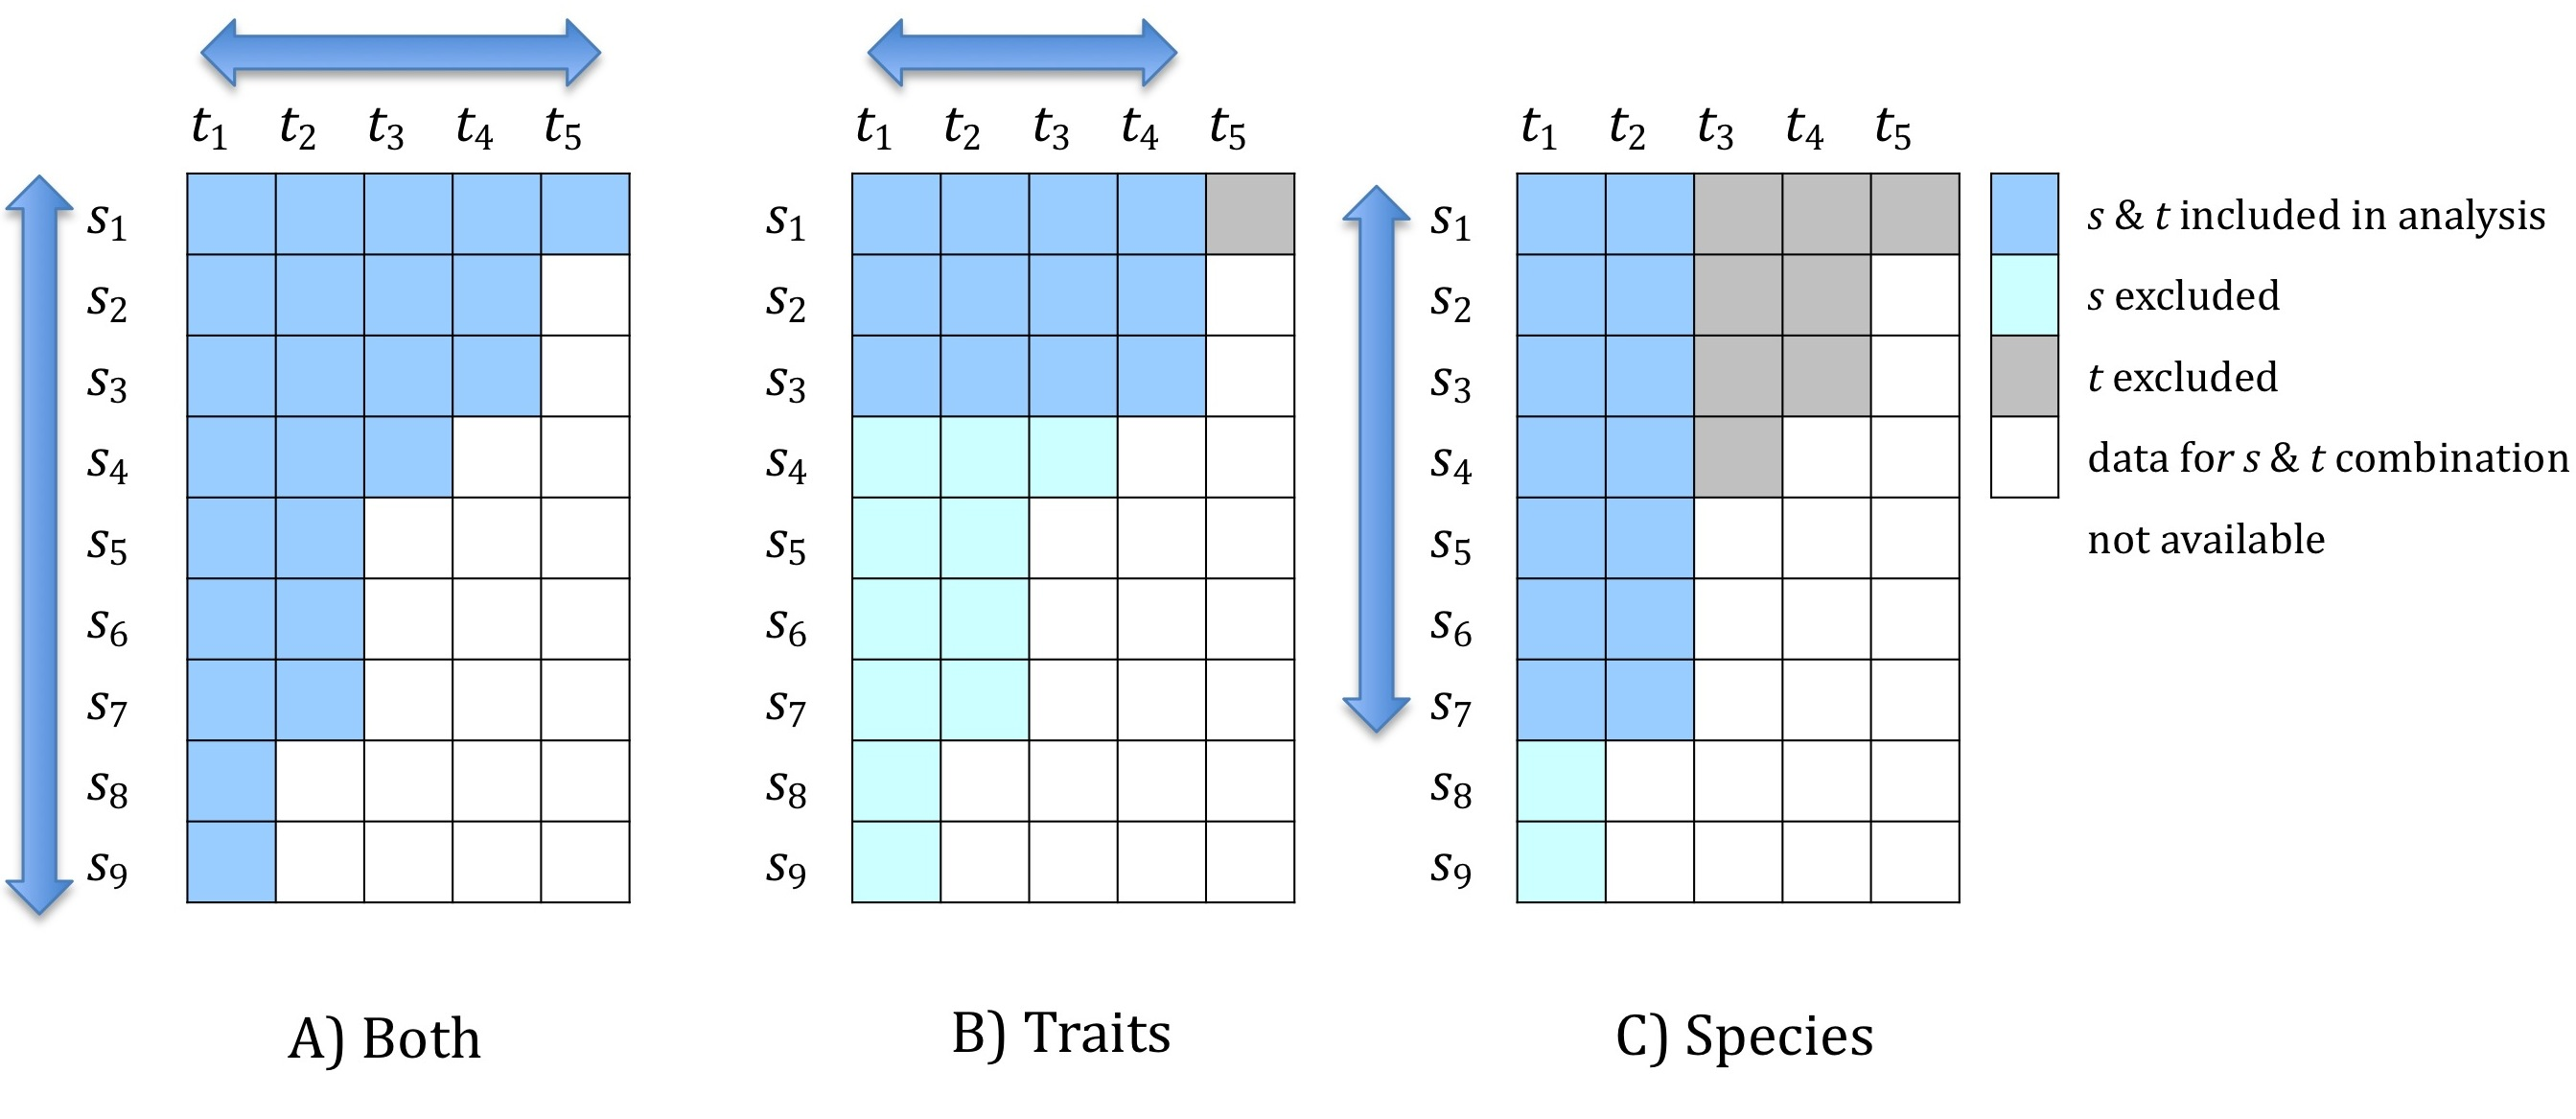 t1 t2 t3 t4 t5
s1
s2
s3
s4
s5
s6
s7
s8
s9
A) Both
t1 t2 t3 t4 t5
s1
s2
s3
s4
s5
s6
s7
s8
s9
B) Traits
t1 t2 t3 t4 t5
s1
s2
s3
s4
s5
s6
s7
s8
s9
C) Species
s & t included in analysis
s excluded
t excluded
data for s & t combination
not available